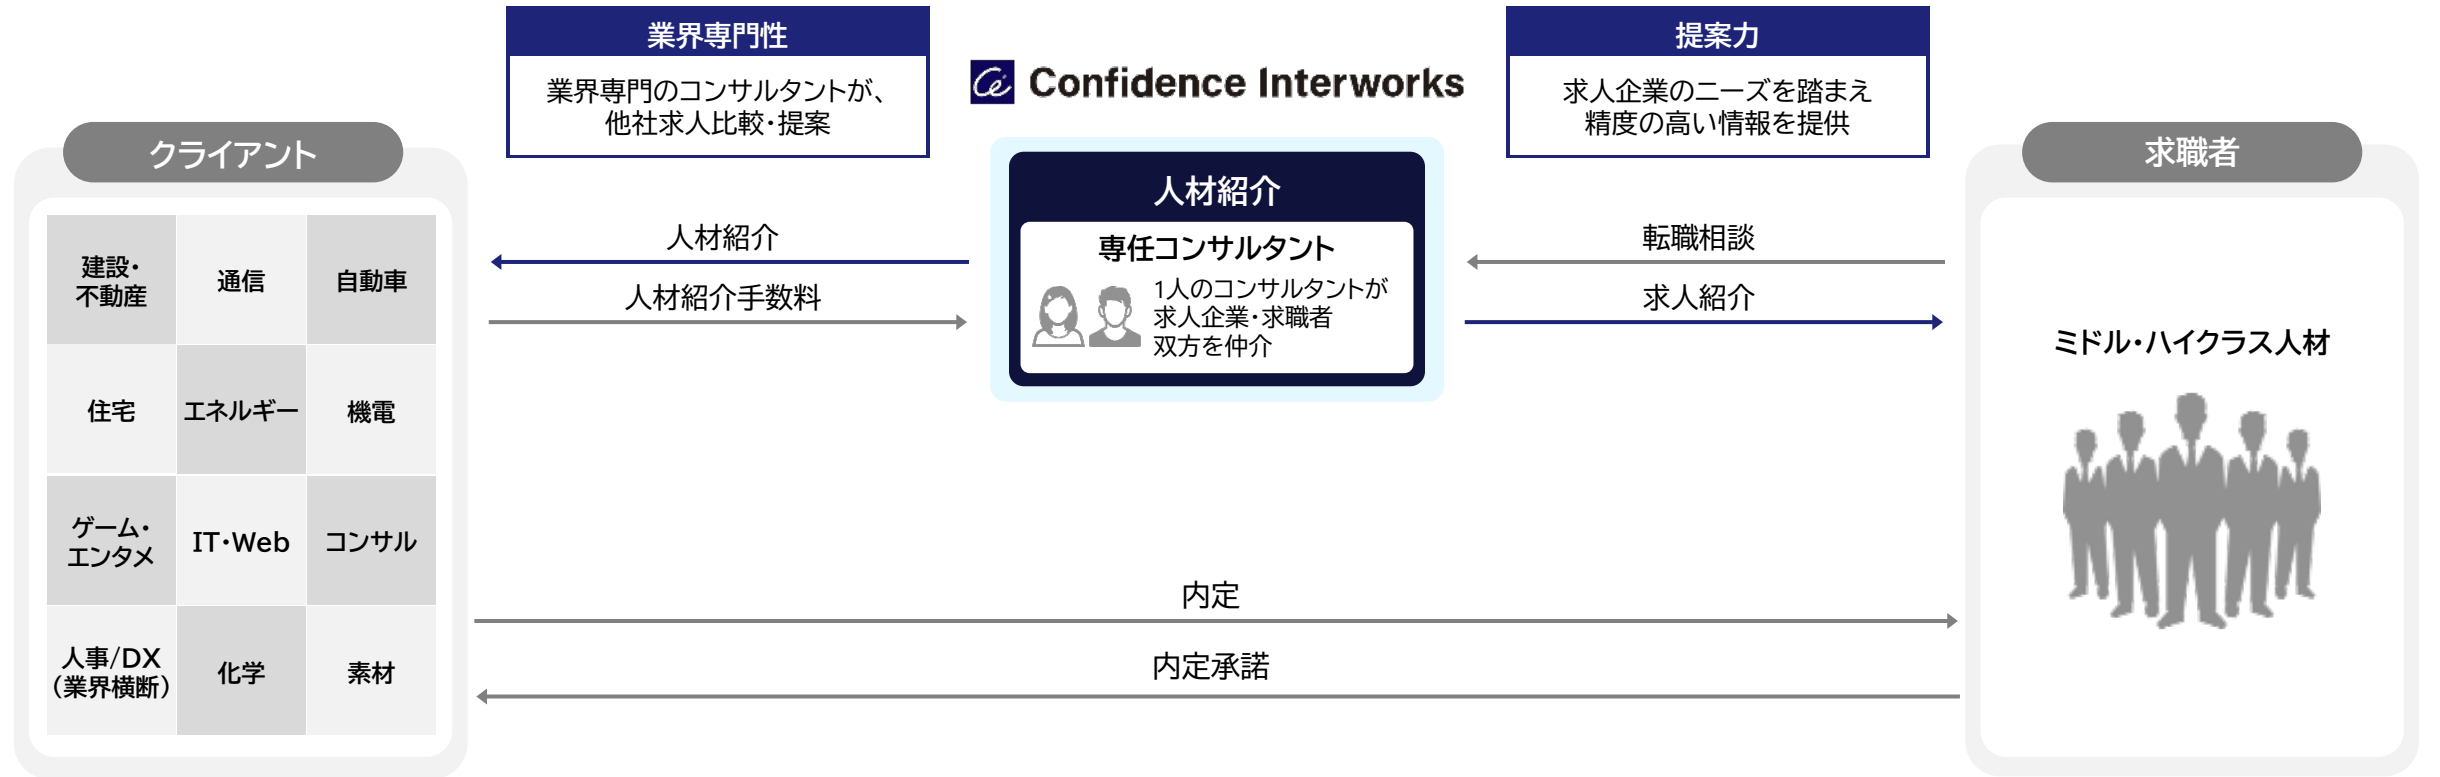 業界専門性
業界専門のコンサルタントが、
他社求人比較・提案
Confidence Interworks
提案力
求人企業のニーズを踏まえ
精度の高い情報を提供
クライアント
建設・
不動産
通信
自動車
住宅
エネルギー
機電
ゲーム・
エンタメ
IT・Web
コンサル
人事/DX
（業界横断）
化学
素材
人材紹介
人材紹介手数料
人材紹介
専任コンサルタント
1人のコンサルタントが
求人企業・求職者
双方を仲介
転職相談
求人紹介
求職者
ミドル・ハイクラス人材
内定
内定承諾